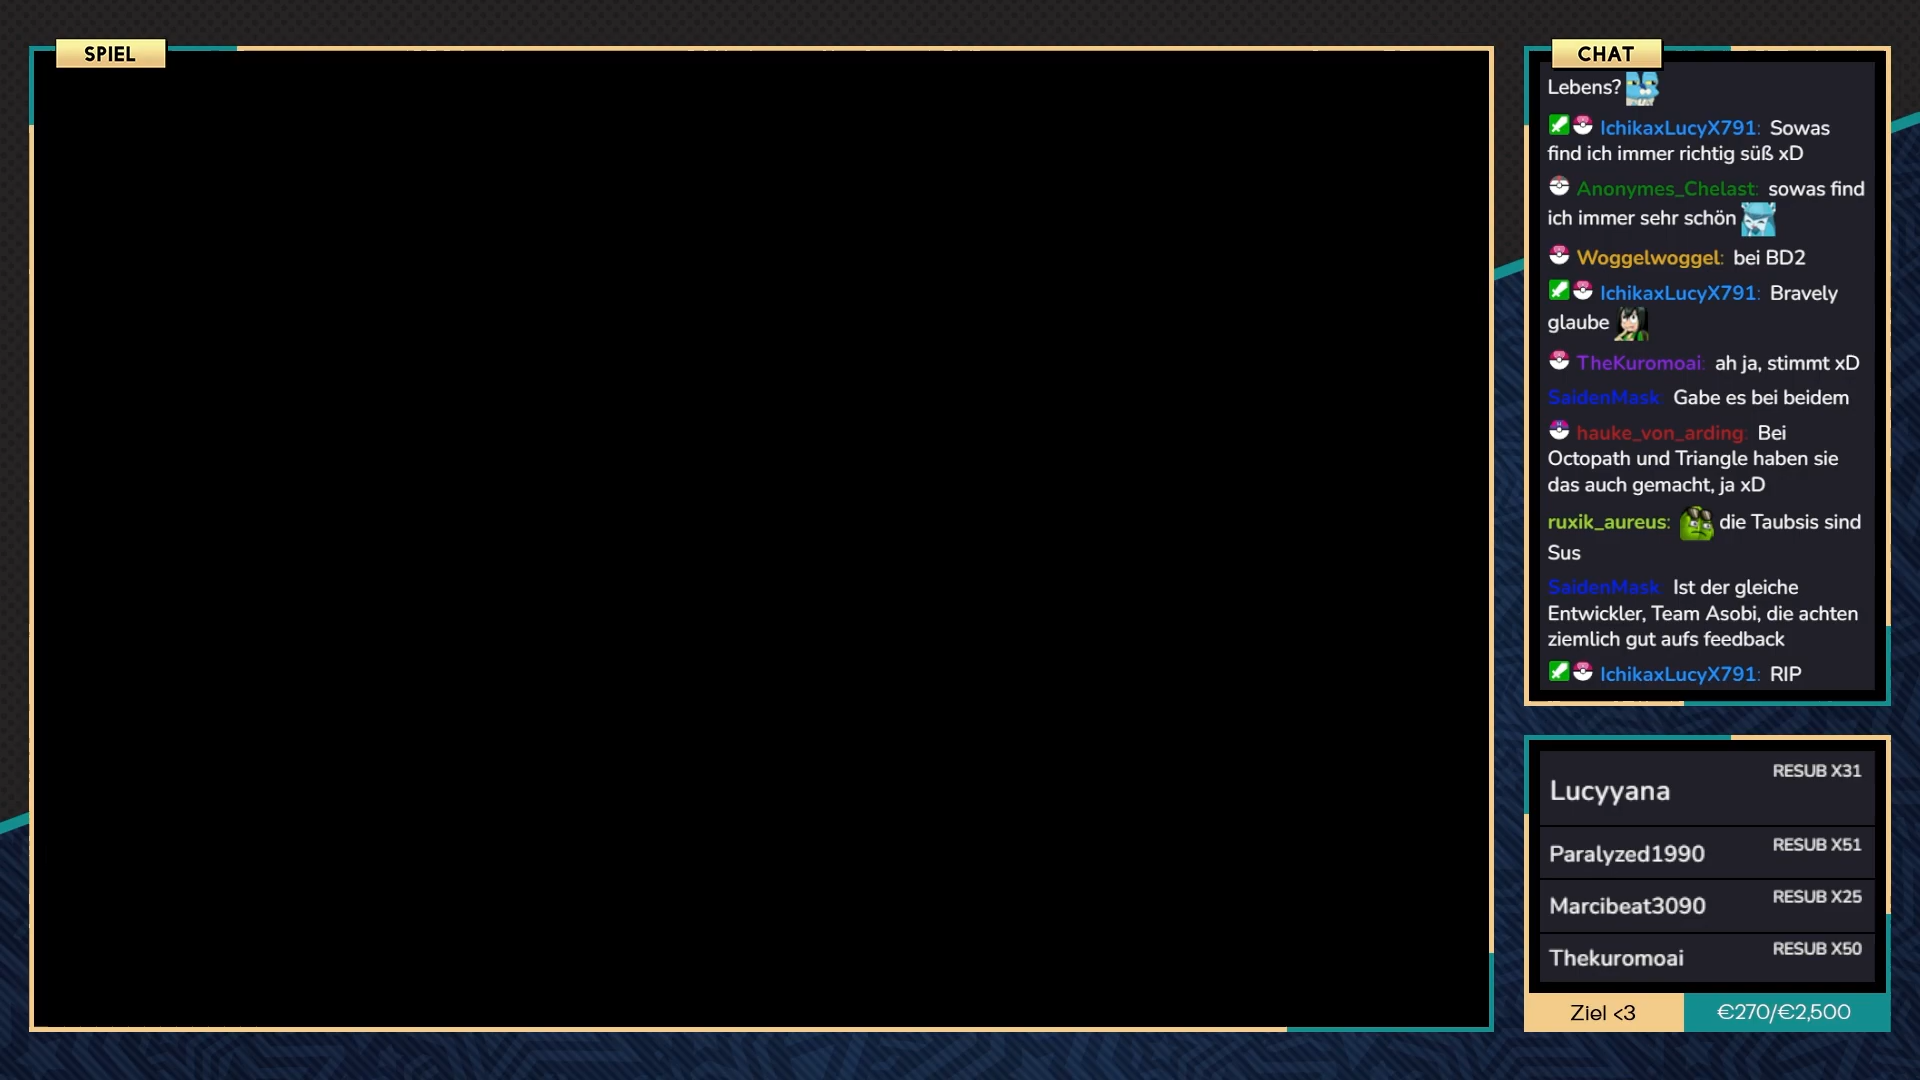 SPIEL
CHAT
Lebens?
IchikaxLucyX791: Sowas
find ich immer richtig süß xD
Anonymes_Chelast: sowas find
ich immer sehr schön
Woggelwoggel: bei BD2
IchikaxLucyX791: Bravely
glaube
TheKuromoai: ah ja, stimmt xD
SaidenMask: Gabe es bei beidem
hauke_von_arding: Bei
Octopath und Triangle haben sie
das auch gemacht, ja xD
ruxik_aureus: die Taubsis sind
Sus
SaidenMask: Ist der gleiche
Entwickler, Team Asobi, die achten
ziemlich gut aufs feedback
IchikaxLucyX791: RIP
RESUB X31
Lucyyana
RESUB X51
Paralyzed1990
RESUB X25
Marcibeat3090
RESUB X50
Thekuromoai
Ziel <3
€270/€2,500